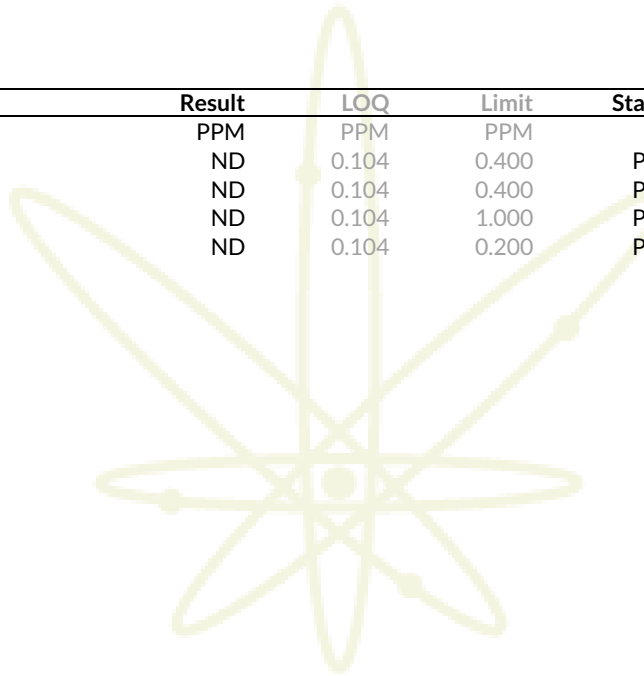 Result LOQ Limit Sta
PPM PPM PPM
ND 0.104 0.400 P
ND 0.104 0.400 P
ND 0.104 1.000 P
ND 0.104 0.200 P